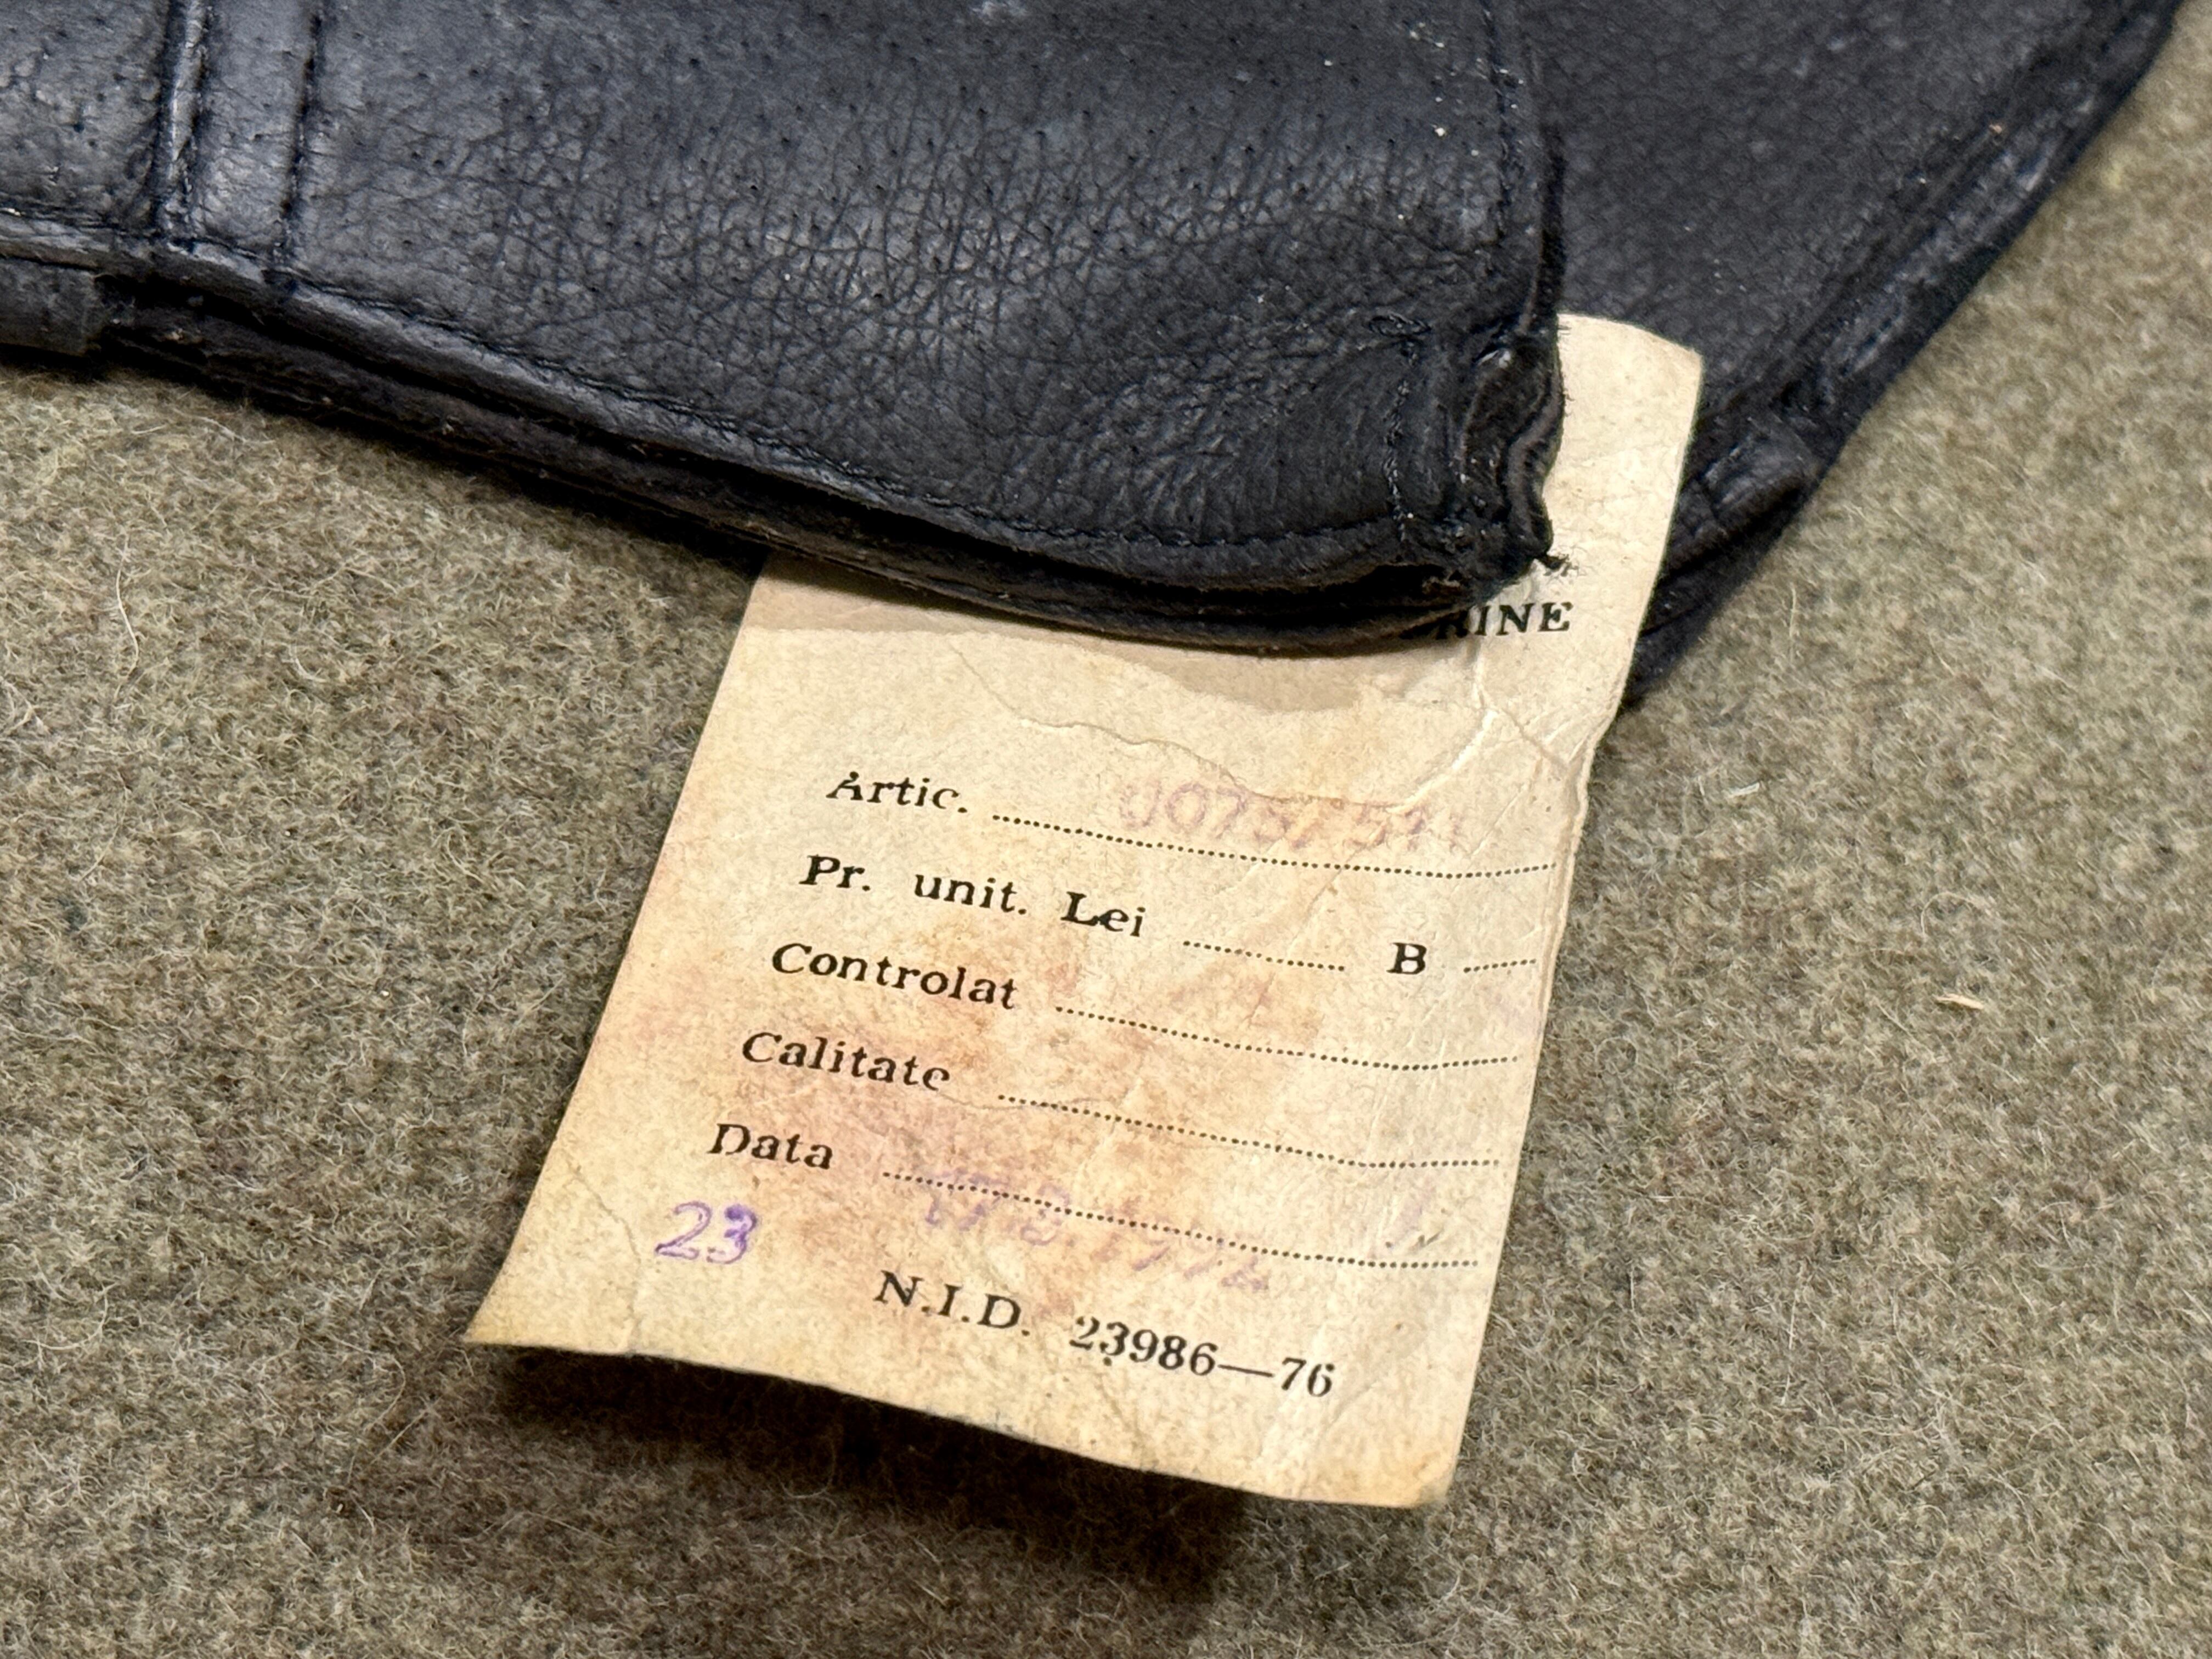 RINE
Artic.
Pr. unit. Lei B
Controlat
Calitate
Data
23
N.I.D. 23986—76